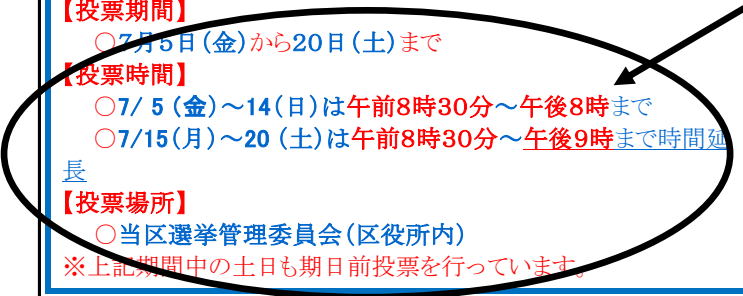 【投票期間】
○7月5日(金)から20日(土)まで
【投票時間】
○7/ 5 (金)～14(日)は午前8時30分～午後8時まで
○7/15(月)～20 (土)は午前8時30分～午後9時まで時間延
長
【投票場所】
○当区選挙管理委員会(区役所内)
※上記期間中の土日も期日前投票を行っています。